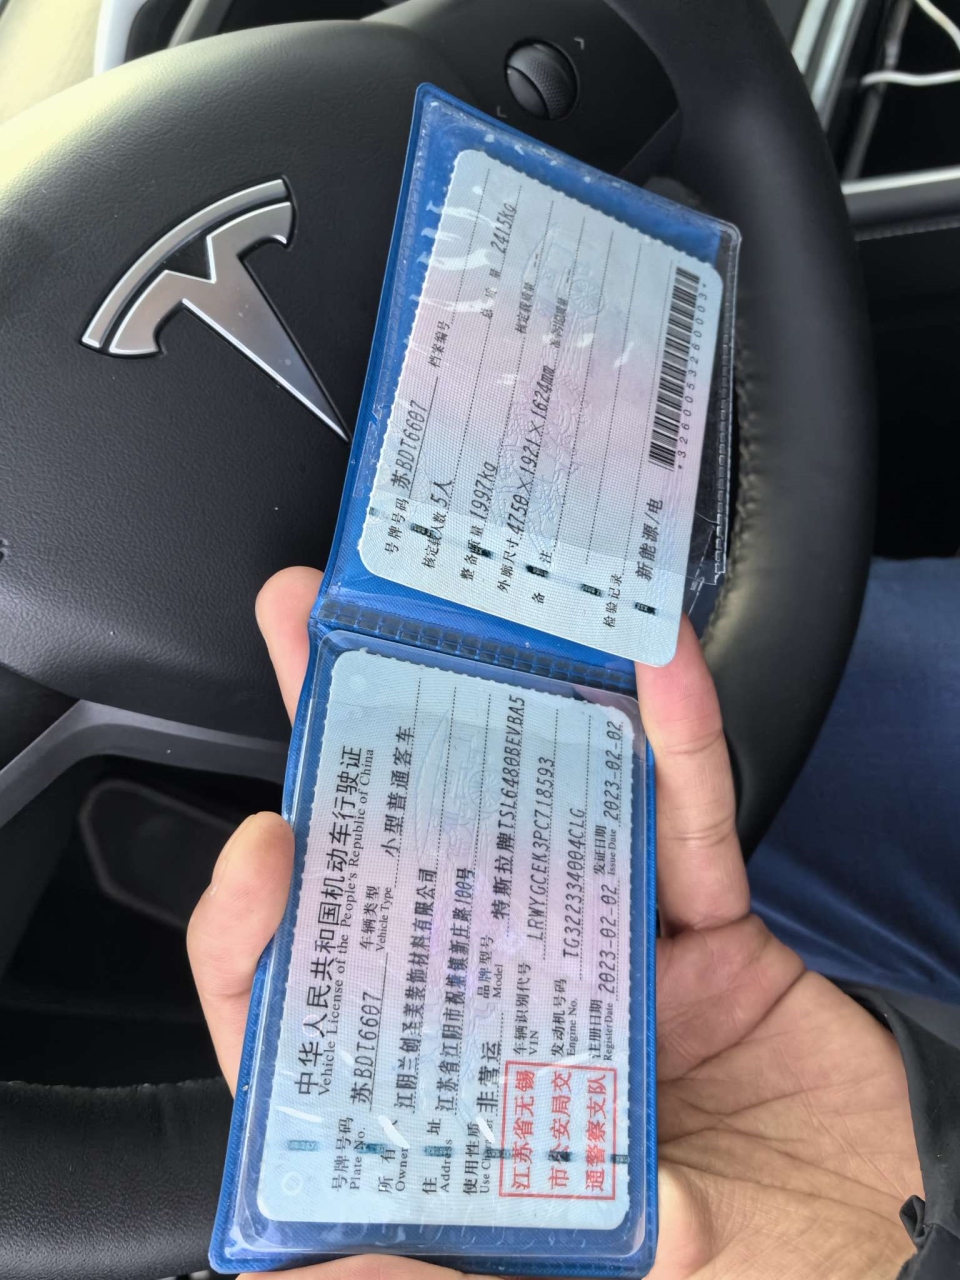 中华人民共和国机动车行驶证
Vehicle License of the People's Republic of China
号牌号码 苏BDT6607 车辆类型 小型普通客车
Plate No. Vehicle Type
所有人 江阴兰创圣美装饰材料有限公司
Owner
住址 江苏省江阴市祝塘镇新庄路100号
Address
使用性质 非营运 品牌型号 特斯拉牌TSL6480BEVBA5
Use Model
车辆识别代号 LRWYGCEK3PC718593
VIN
发动机号码 TG3223334004CLG
Engine No.
注册日期 2023-02-02 发证日期 2023-02-02
Register Date Issue Date
江苏省无锡
市公安局交
通警察支队
号牌号码 苏BDT6607 档案编号
核定载人数 5人 总质量 2415kg
整备质量 1997kg 核定载质量
外廓尺寸 4750×1921×1624mm 准牵引总质量
备注
检验记录
新能源/电
*3260053260003*